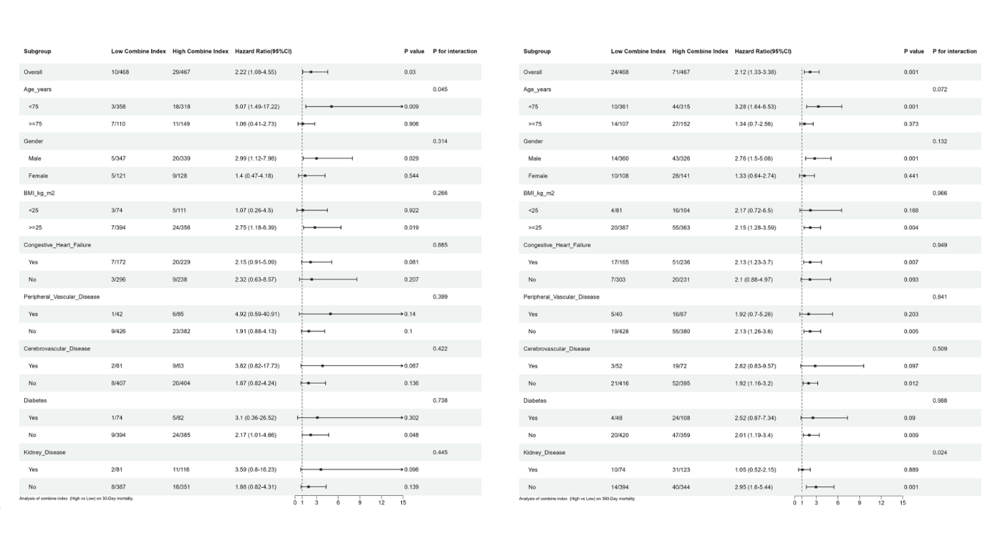 Subgroup Low Combine Index High Combine Index Hazard Ratio(95%CI) P value P for interaction
Overall 10/468 29/467 2.22 (1.08-4.55) 0.03
Age_years 0.045
<75 3/358 18/318 5.07 (1.49-17.22) 0.009
>=75 7/110 11/149 1.06 (0.41-2.73) 0.906
Gender 0.314
Male 5/347 20/339 2.99 (1.12-7.98) 0.029
Female 5/121 9/128 1.4 (0.47-4.18) 0.544
BMI_kg_m2 0.266
<25 3/74 5/111 1.07 (0.26-4.5) 0.922
>=25 7/394 24/356 2.75 (1.18-6.39) 0.019
Congestive_Heart_Failure 0.885
Yes 7/172 20/229 2.15 (0.91-5.09) 0.081
No 3/296 9/238 2.32 (0.63-8.57) 0.207
Peripheral_Vascular_Disease 0.399
Yes 1/42 6/85 4.92 (0.59-40.91) 0.14
No 9/426 23/382 1.91 (0.88-4.13) 0.1
Cerebrovascular_Disease 0.422
Yes 2/61 9/63 3.82 (0.82-17.73) 0.087
No 8/407 20/404 1.87 (0.82-4.24) 0.136
Diabetes 0.738
Yes 1/74 5/82 3.1 (0.36-26.52) 0.302
No 9/394 24/385 2.17 (1.01-4.66) 0.048
Kidney_Disease 0.445
Yes 2/81 11/116 3.59 (0.8-16.23) 0.096
No 8/387 18/351 1.88 (0.82-4.31) 0.139
Analysis of combine index (High vs Low) on 30-Day mortality.
0 1 3 6 9 12 15
Subgroup Low Combine Index High Combine Index Hazard Ratio(95%CI) P value P for interaction
Overall 24/468 71/467 2.12 (1.33-3.38) 0.001
Age_years 0.072
<75 10/361 44/315 3.28 (1.64-6.53) 0.001
>=75 14/107 27/152 1.34 (0.7-2.56) 0.373
Gender 0.132
Male 14/360 43/326 2.76 (1.5-5.06) 0.001
Female 10/108 28/141 1.33 (0.64-2.74) 0.441
BMI_kg_m2 0.966
<25 4/81 16/104 2.17 (0.72-6.5) 0.168
>=25 20/387 55/363 2.15 (1.28-3.59) 0.004
Congestive_Heart_Failure 0.949
Yes 17/165 51/236 2.13 (1.23-3.7) 0.007
No 7/303 20/231 2.1 (0.88-4.97) 0.093
Peripheral_Vascular_Disease 0.841
Yes 5/40 16/87 1.92 (0.7-5.26) 0.203
No 19/428 55/380 2.13 (1.26-3.6) 0.005
Cerebrovascular_Disease 0.509
Yes 3/52 19/72 2.82 (0.83-9.57) 0.097
No 21/416 52/395 1.92 (1.16-3.2) 0.012
Diabetes 0.988
Yes 4/48 24/108 2.52 (0.87-7.34) 0.09
No 20/420 47/359 2.01 (1.19-3.4) 0.009
Kidney_Disease 0.024
Yes 10/74 31/123 1.05 (0.52-2.15) 0.889
No 14/394 40/344 2.95 (1.6-5.44) 0.001
Analysis of combine index (High vs Low) on 360-Day mortality.
0 1 3 6 9 12 15